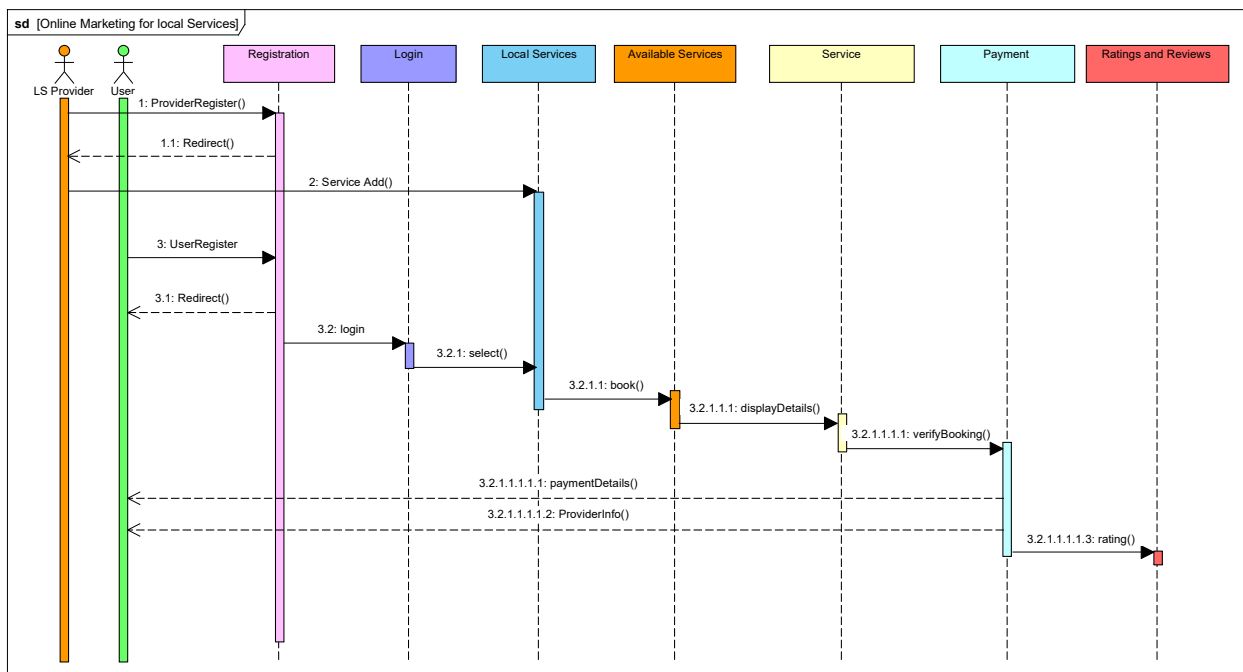 sd [Online Marketing for local Services]
LS Provider
User
Registration
Login
Local Services
Available Services
Service
Payment
Ratings and Reviews
1: ProviderRegister()
1.1: Redirect()
2: Service Add()
3: UserRegister
3.1: Redirect()
3.2: login
3.2.1: select()
3.2.1.1: book()
3.2.1.1.1: displayDetails()
3.2.1.1.1.1: verifyBooking()
3.2.1.1.1.1.1: paymentDetails()
3.2.1.1.1.1.2: ProviderInfo()
3.2.1.1.1.1.3: rating()